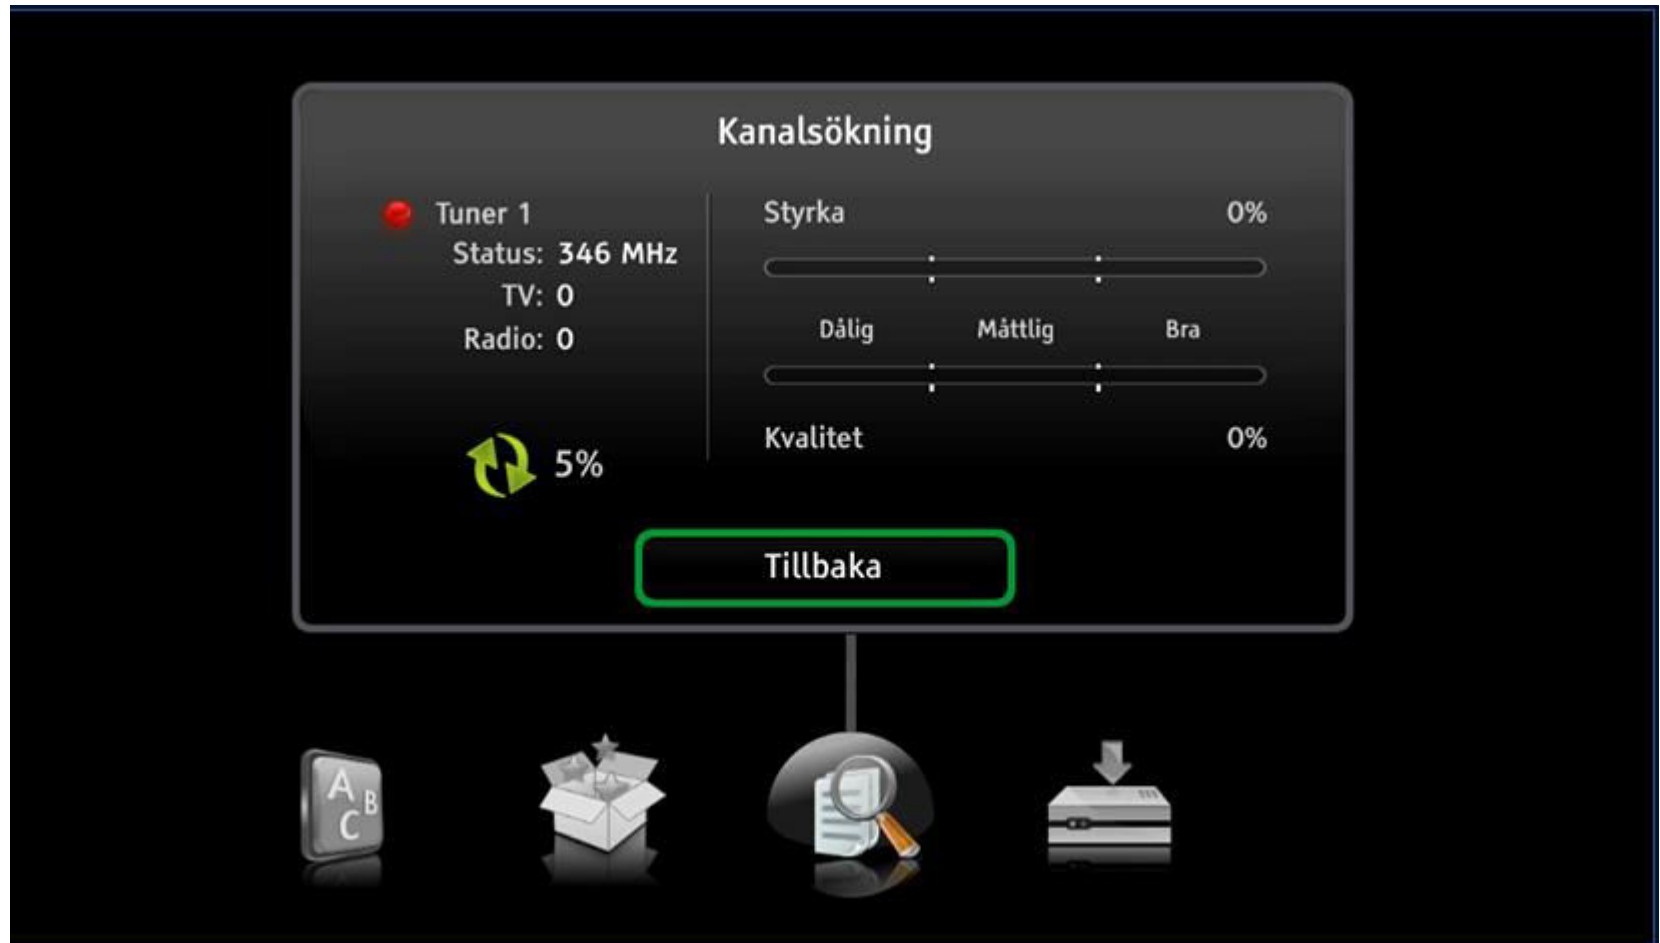 Kanalsökning
Tuner 1
Status: 346 MHz
TV: 0
Radio: 0
5%
Styrka 0%
Dålig Måttlig Bra
Kvalitet 0%
Tillbaka
A
B
C